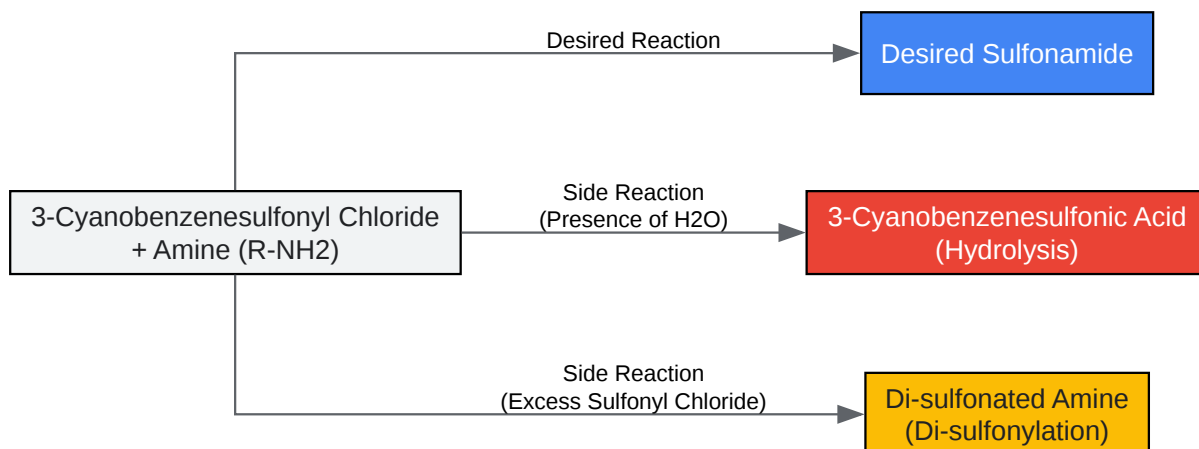 Desired Reaction
Desired Sulfonamide
3-Cyanobenzenesulfonyl Chloride
+ Amine (R-NH2)
Side Reaction
(Presence of H2O)
3-Cyanobenzenesulfonic Acid
(Hydrolysis)
Side Reaction
(Excess Sulfonyl Chloride)
Di-sulfonated Amine
(Di-sulfonylation)